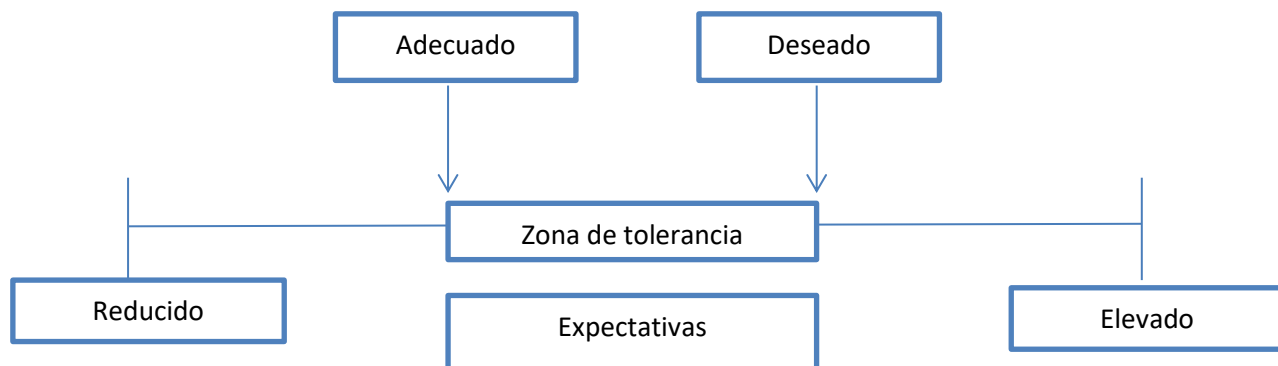 Adecuado
Deseado
Zona de tolerancia
Reducido
Expectativas
Elevado